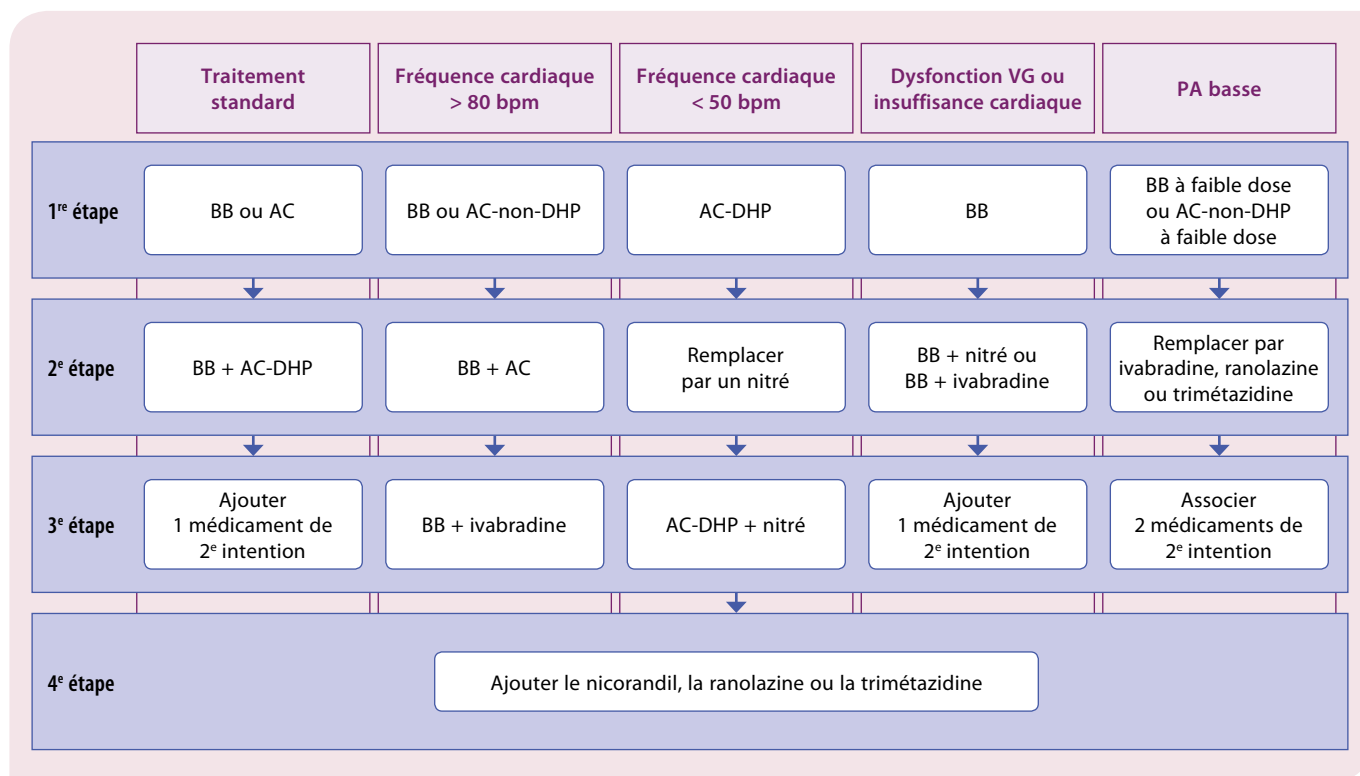 Traitement
standard
Fréquence cardiaque
> 80 bpm
Fréquence cardiaque
< 50 bpm
Dysfonction VG ou
insuffisance cardiaque
PA basse
1re étape
BB ou AC
BB ou AC-non-DHP
AC-DHP
BB
BB à faible dose
ou AC-non-DHP
à faible dose
2e étape
BB + AC-DHP
BB + AC
Remplacer
par un nitré
BB + nitré ou
BB + ivabradine
Remplacer par
ivabradine, ranolazine
ou trimétazidine
3e étape
Ajouter
1 médicament de
2e intention
BB + ivabradine
AC-DHP + nitré
Ajouter
1 médicament de
2e intention
Associer
2 médicaments de
2e intention
4e étape
Ajouter le nicorandil, la ranolazine ou la trimétazidine